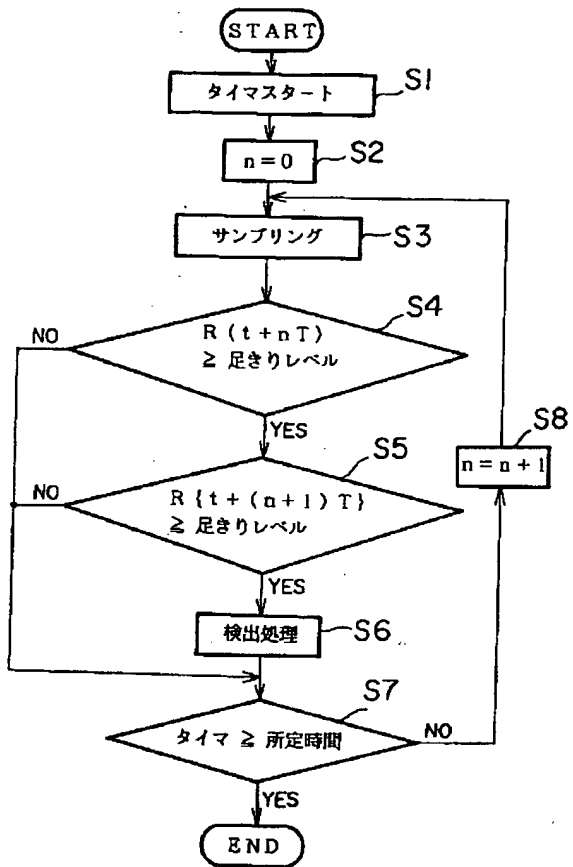 START
タイマスタート
S1
n=0
S2
サンプリング
S3
S4
NO
R(t+nT)
≧ 足きりレベル
YES
S5
S8
n=n+1
NO
R{t+(n+1)T}
≧ 足きりレベル
YES
検出処理
S6
S7
タイマ ≧ 所定時間
NO
YES
END